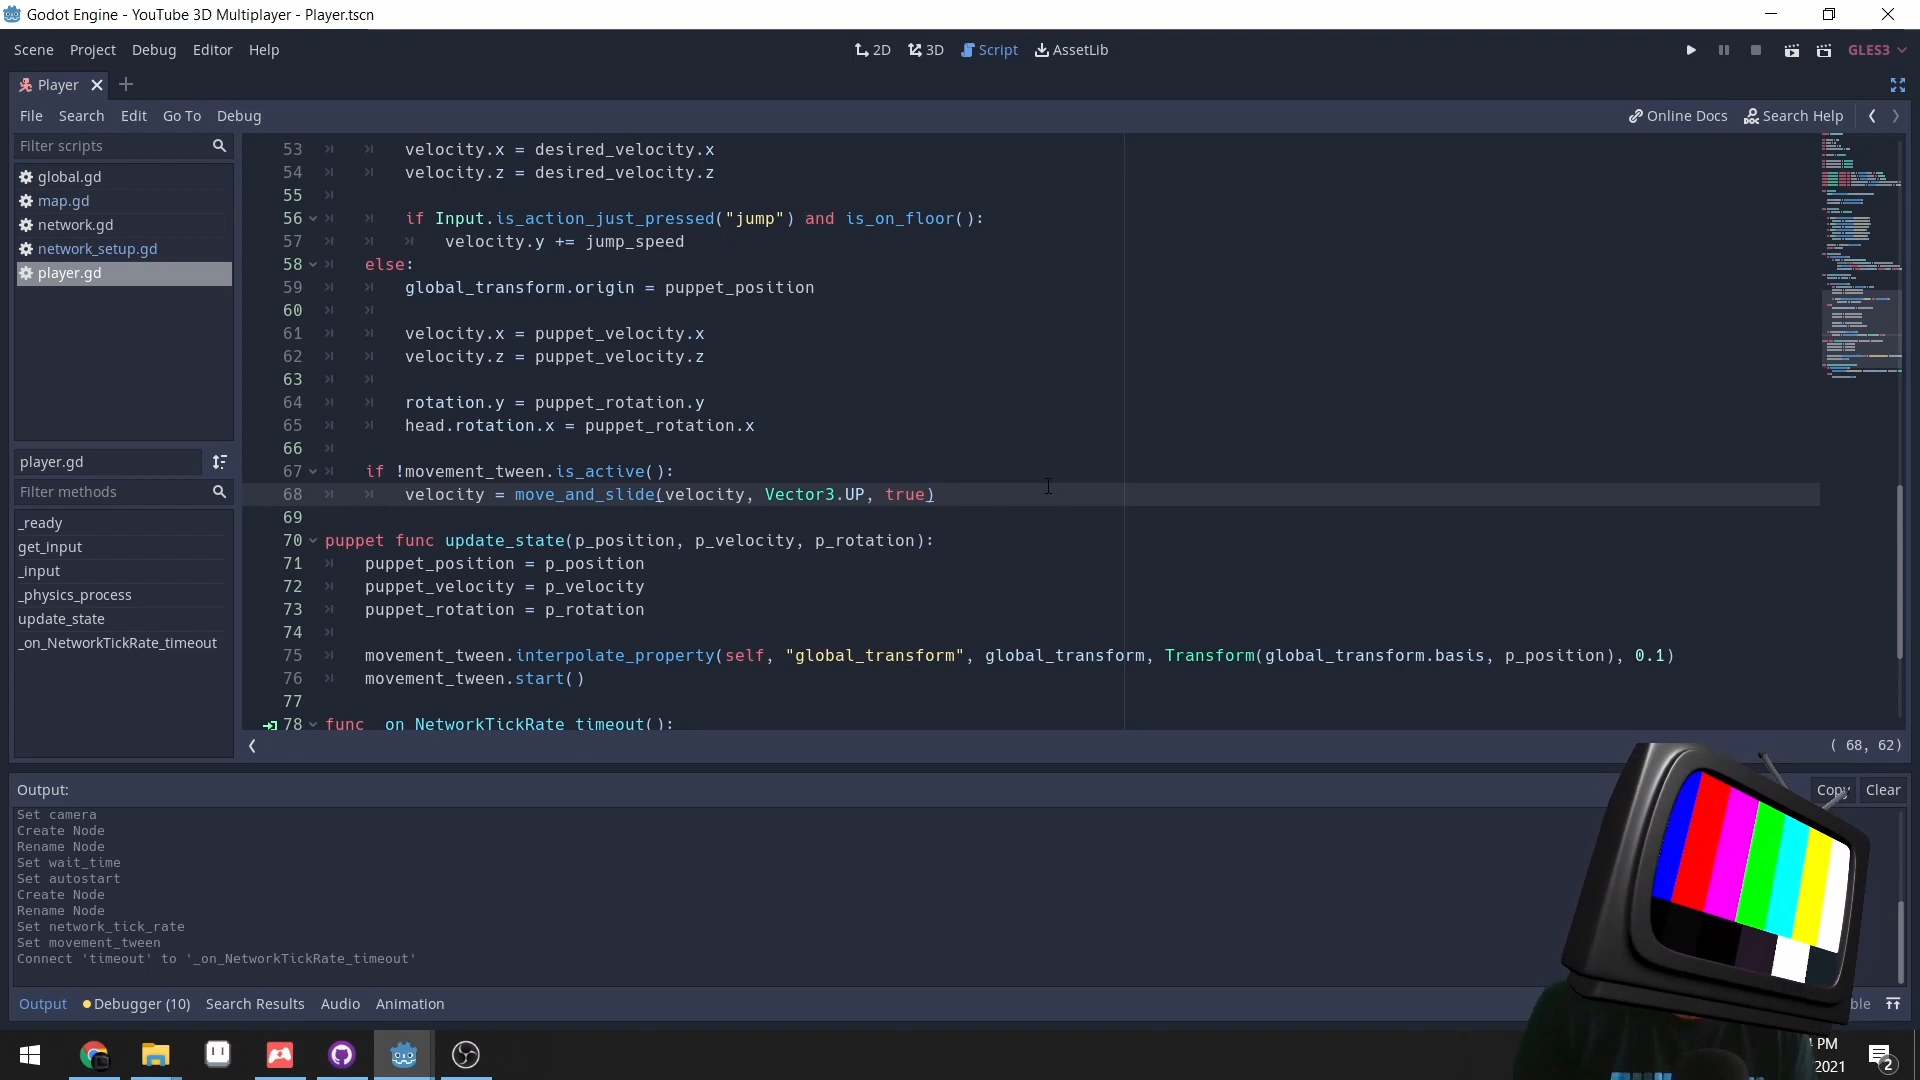 Godot Engine - YouTube 3D Multiplayer - Player.tscn
Scene Project Debug Editor Help
2D 3D Script AssetLib
GLES3
Player
File Search Edit Go To Debug
Online Docs Search Help
Filter scripts
global.gd
map.gd
network.gd
network_setup.gd
player.gd
player.gd
Filter methods
_ready
get_input
_input
_physics_process
update_state
_on_NetworkTickRate_timeout
53 velocity.x = desired_velocity.x
54 velocity.z = desired_velocity.z
55
56 if Input.is_action_just_pressed("jump") and is_on_floor():
57 velocity.y += jump_speed
58 else:
59 global_transform.origin = puppet_position
60
61 velocity.x = puppet_velocity.x
62 velocity.z = puppet_velocity.z
63
64 rotation.y = puppet_rotation.y
65 head.rotation.x = puppet_rotation.x
66
67 if !movement_tween.is_active():
68 velocity = move_and_slide(velocity, Vector3.UP, true)
69
70 puppet func update_state(p_position, p_velocity, p_rotation):
71 puppet_position = p_position
72 puppet_velocity = p_velocity
73 puppet_rotation = p_rotation
74
75 movement_tween.interpolate_property(self, "global_transform", global_transform, Transform(global_transform.basis, p_position), 0.1)
76 movement_tween.start()
77
78 func _on_NetworkTickRate_timeout():
( 68, 62)
Output:
Copy Clear
Set camera
Create Node
Rename Node
Set wait_time
Set autostart
Create Node
Rename Node
Set network_tick_rate
Set movement_tween
Connect 'timeout' to '_on_NetworkTickRate_timeout'
Output Debugger (10) Search Results Audio Animation
ble
PM
2021
2